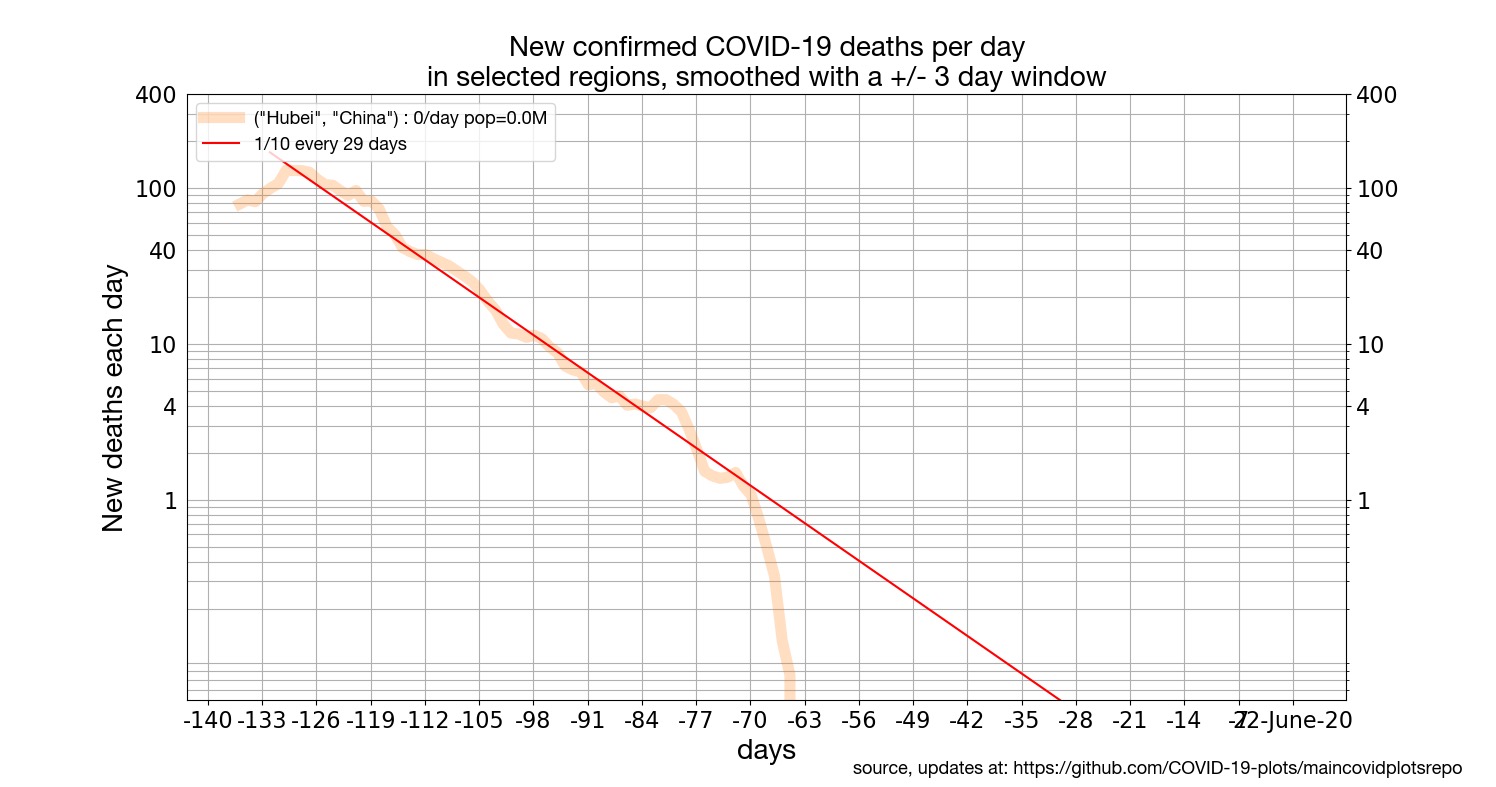 New confirmed COVID-19 deaths per day
in selected regions, smoothed with a +/- 3 day window
400
400
("Hubei", "China") : 0/day pop=0.0M
1/10 every 29 days
100
100
40
40
New deaths each day
10
10
4
4
1
1
-140 -133 -126 -119 -112 -105 -98 -91 -84 -77 -70 -63 -56 -49 -42 -35 -28 -21 -14 -7 22-June-20
days
source, updates at: https://github.com/COVID-19-plots/maincovidplotsrepo